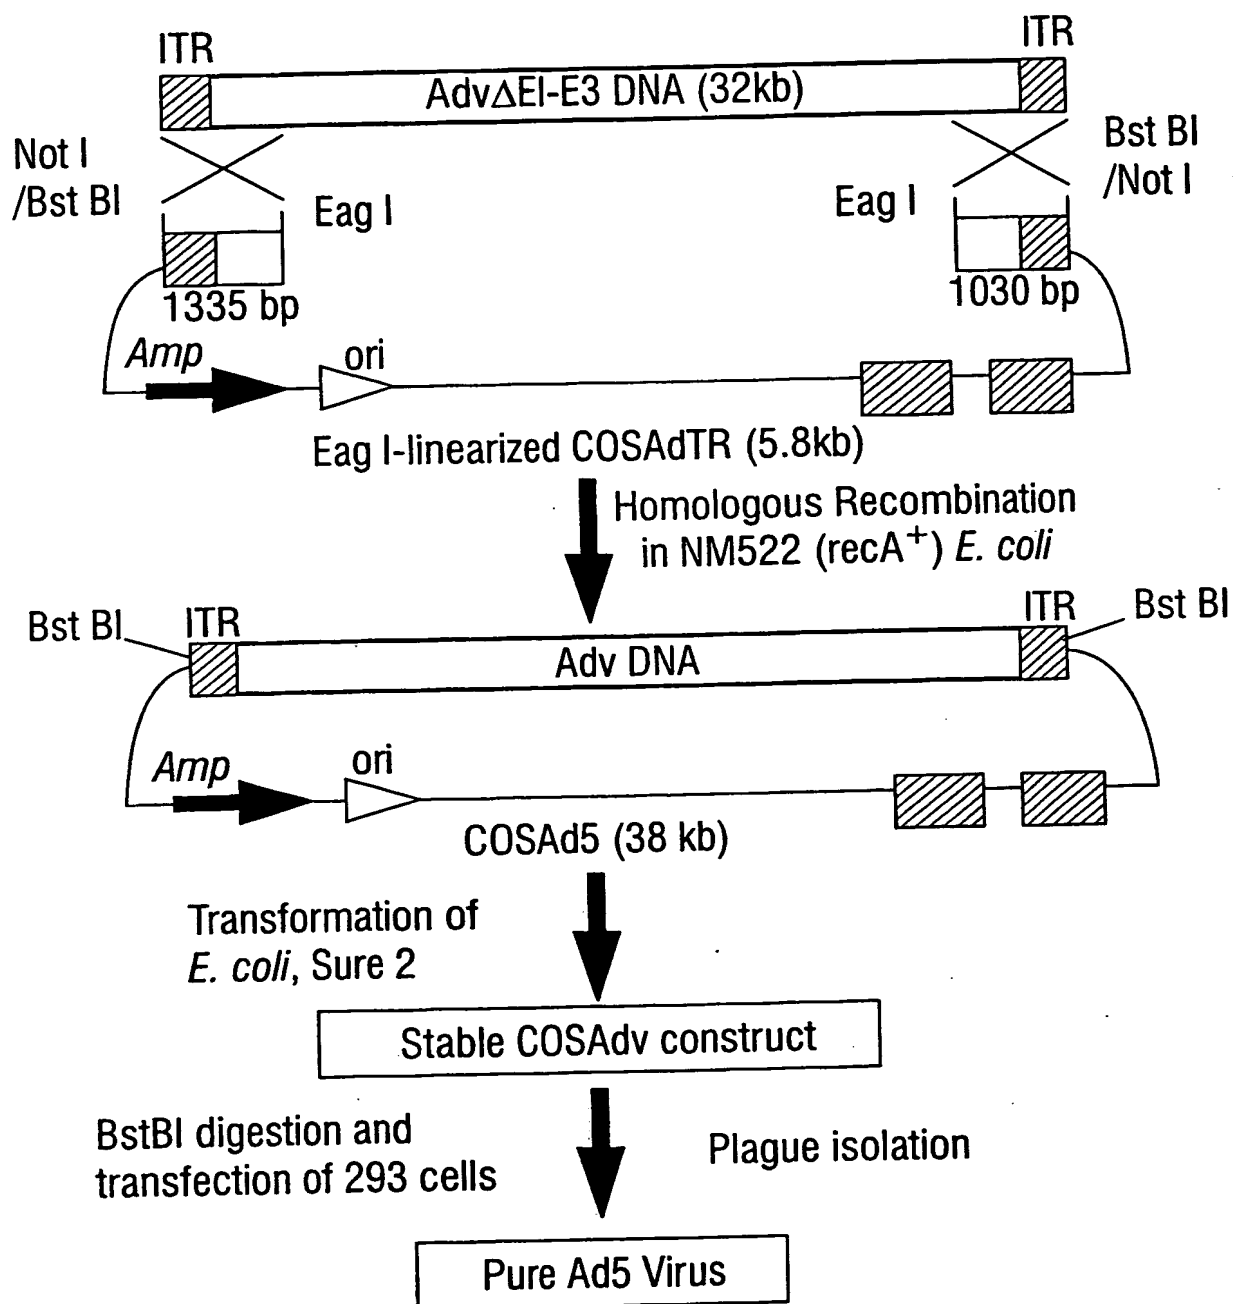 ITR
ITR
AdvΔEI-E3 DNA (32kb)
Not I
/Bst BI
Bst BI
/Not I
Eag I
Eag I
1335 bp
1030 bp
Amp
ori
Eag I-linearized COSAdTR (5.8kb)
Homologous Recombination
in NM522 (recA+) E. coli
Bst BI
ITR
ITR
Bst BI
Adv DNA
Amp
ori
COSAd5 (38 kb)
Transformation of
E. coli, Sure 2
Stable COSAdv construct
BstBI digestion and
transfection of 293 cells
Plague isolation
Pure Ad5 Virus